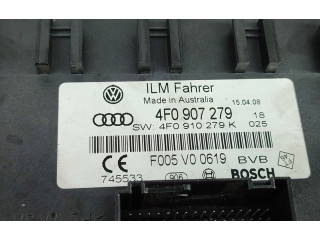 ILM Fahrer
Made in Australia 15.04.08
4F0 907 279 18
SW: 4F0 910 279 K 025
F005 V0 0619 BVB
745533 906 BOSCH